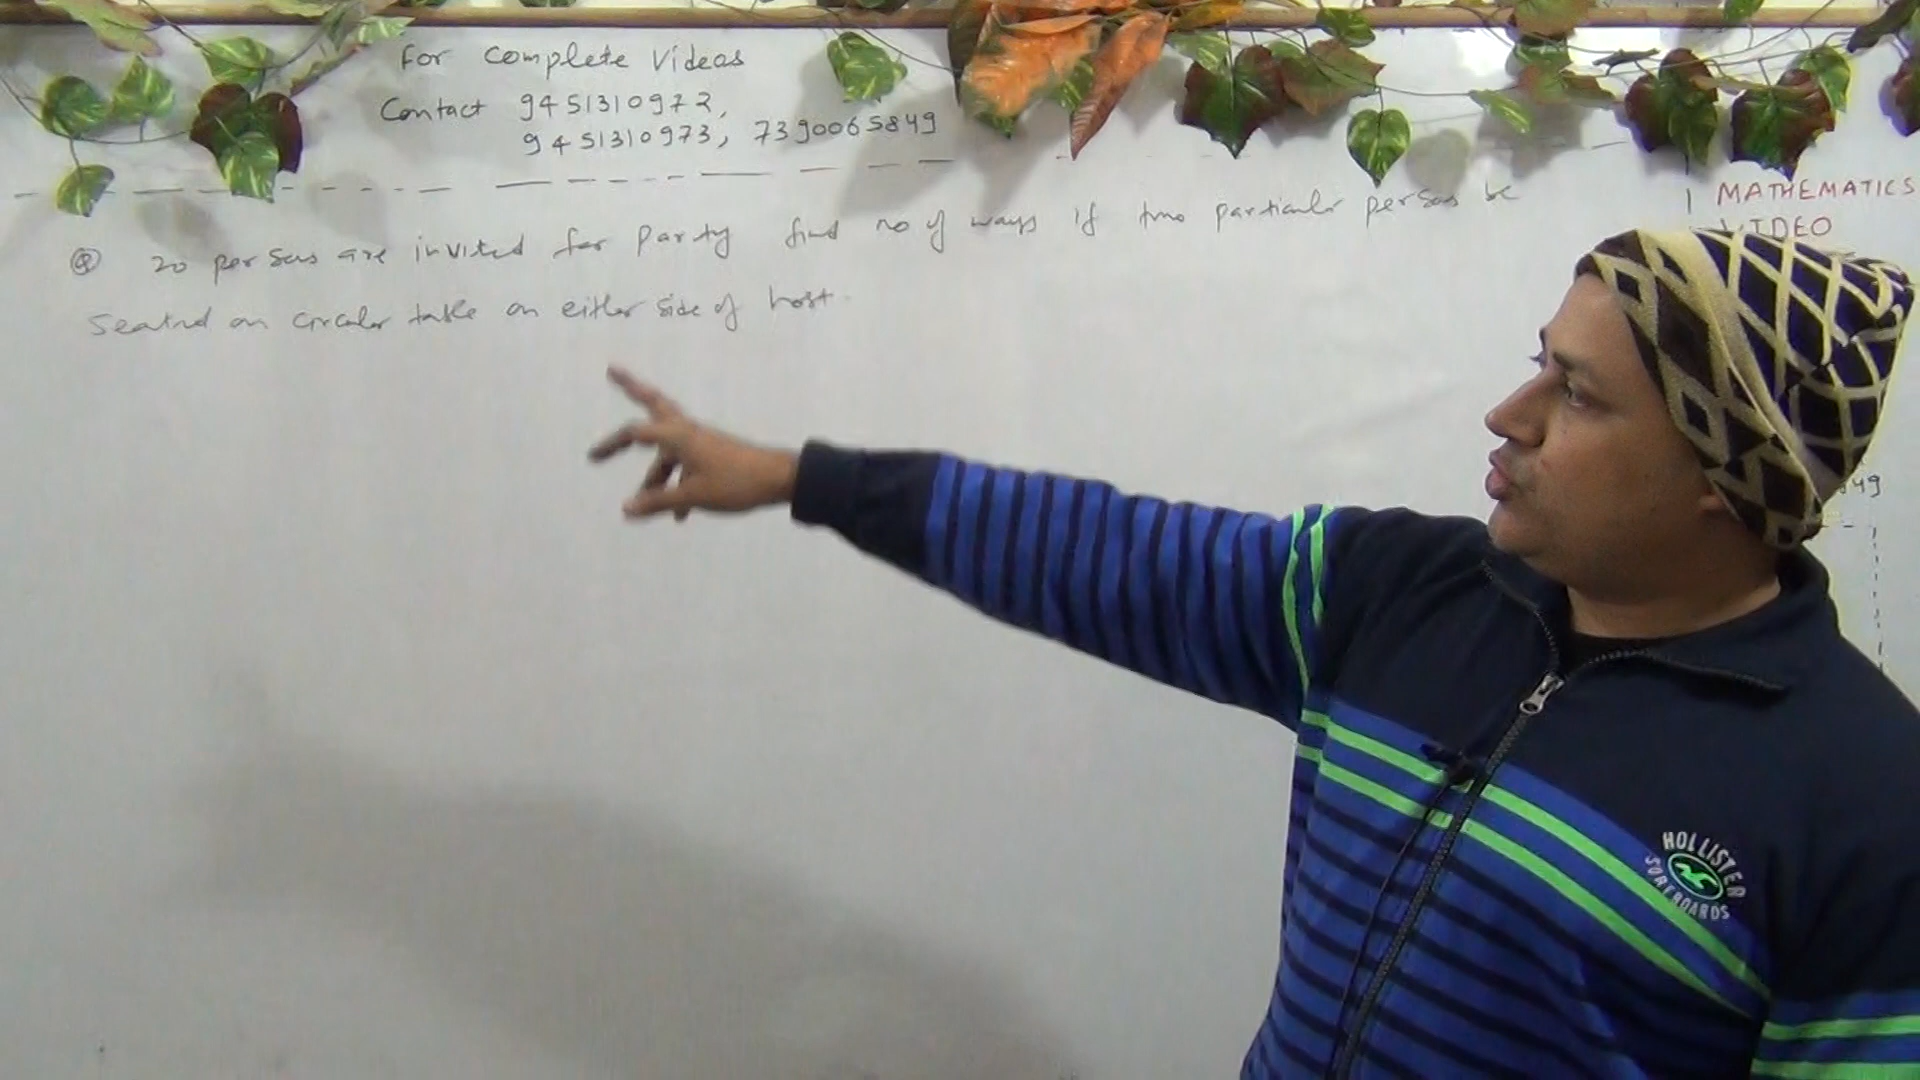 For complete Videos
Contact 9451310972,
9451310973, 7390065849
MATHEMATICS
VIDEO
Q 20 persons are invited for Party find no of ways if two particular persons be
Seated on circular table on either side of host.
49
HOLLISTER
SURFBOARDS